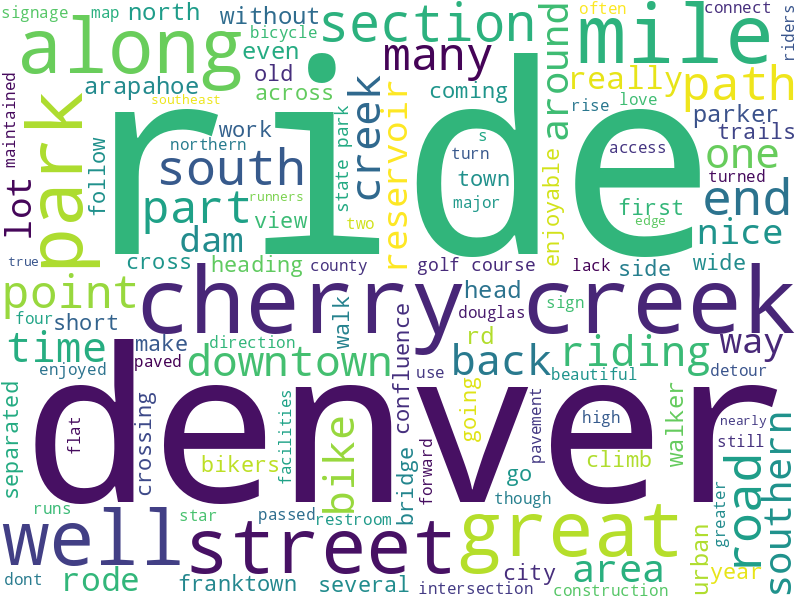 signage map north without often connect
along bicycle section mile riders
even many around
old really path
arapahoe across coming rise love
maintained southeast reservoir parker
park ride work creek s trails
follow northern turn access
south state park town enjoyable one
lot part runners major turned
view two first end
dam edge nice
true cross heading county golf course lack side wide
point cherry creek head sign
four short walk douglas
time make direction confluence rd way
enjoyed paved downtown back riding
use beautiful detour
separated denver going walker
flat crossing facilities bike high nearly
bikers pavement climb still
bridge forward go southern
runs star passed though road greater
well restroom great
street urban
dont rode franktown several city area year
intersection construction